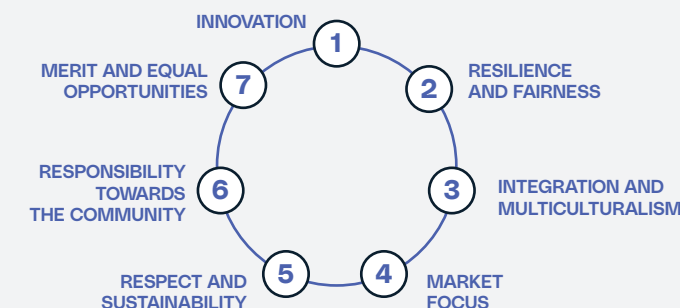 INNOVATION
1
RESILIENCE
AND FAIRNESS
2
INTEGRATION AND
MULTICULTURALISM
3
MARKET
FOCUS
4
RESPECT AND
SUSTAINABILITY
5
RESPONSIBILITY
TOWARDS
THE COMMUNITY
6
MERIT AND EQUAL
OPPORTUNITIES
7